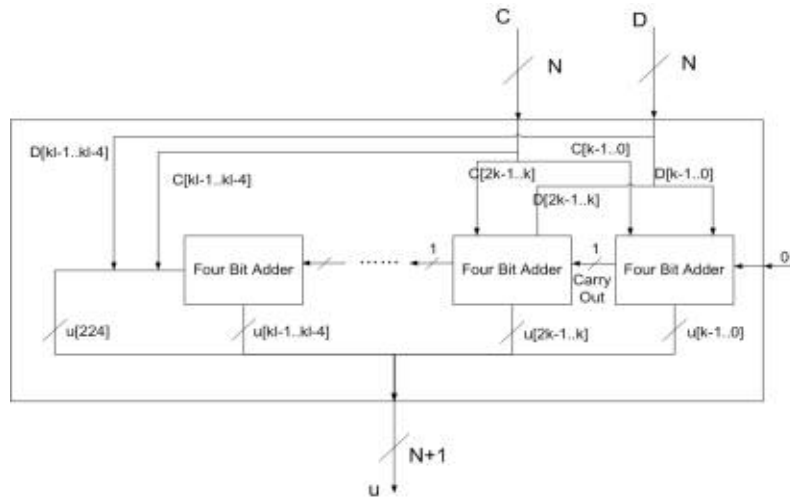 C D
N N
D[kl-1..kl-4]
C[k-1..0]
C[kl-1..kl-4]
C[2k-1..k]
D[k-1..0]
D[2k-1..k]
1
1
0
Four Bit Adder
......
Four Bit Adder
Four Bit Adder
Carry
Out
u[224]
u[kl-1..kl-4]
u[2k-1..k]
u[k-1..0]
N+1
u